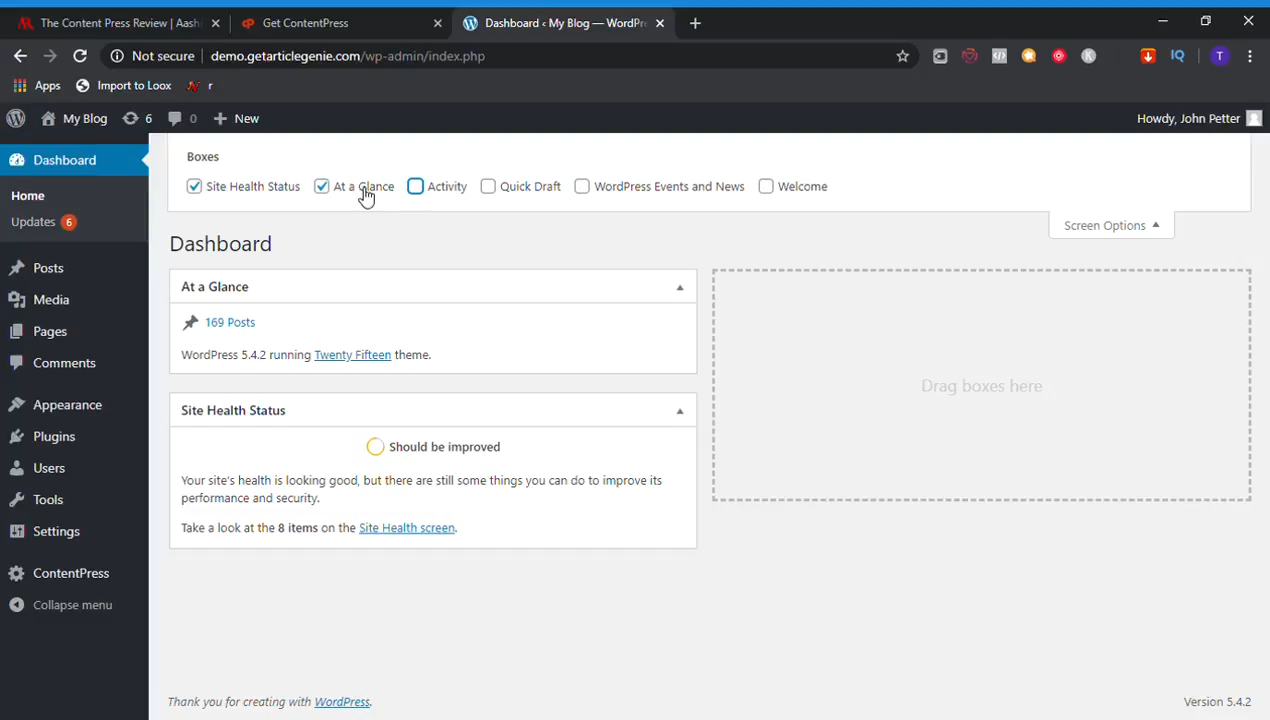 The Content Press Review | Aash
Get ContentPress
Dashboard ‹ My Blog — WordPre
Not secure
demo.getarticlegenie.com/wp-admin/index.php
Apps
Import to Loox
r
My Blog
6
0
New
Howdy, John Petter
Dashboard
Home
Updates 6
Posts
Media
Pages
Comments
Appearance
Plugins
Users
Tools
Settings
ContentPress
Collapse menu
Boxes
Site Health Status
At a Glance
Activity
Quick Draft
WordPress Events and News
Welcome
Screen Options
Dashboard
At a Glance
169 Posts
WordPress 5.4.2 running Twenty Fifteen theme.
Site Health Status
Should be improved
Your site's health is looking good, but there are still some things you can do to improve its
performance and security.
Take a look at the 8 items on the Site Health screen.
Drag boxes here
Thank you for creating with WordPress.
Version 5.4.2
IQ
T
K